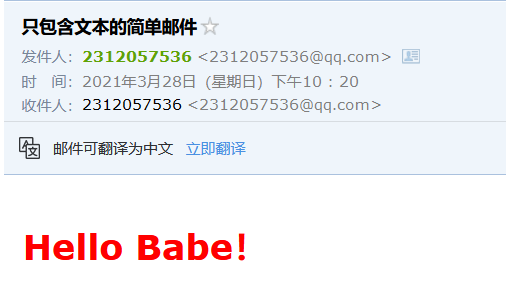 只包含文本的简单邮件
发件人：2312057536 <2312057536@qq.com>
时　间：2021年3月28日（星期日）下午10：20
收件人：2312057536 <2312057536@qq.com>
邮件可翻译为中文 立即翻译
Hello Babe！